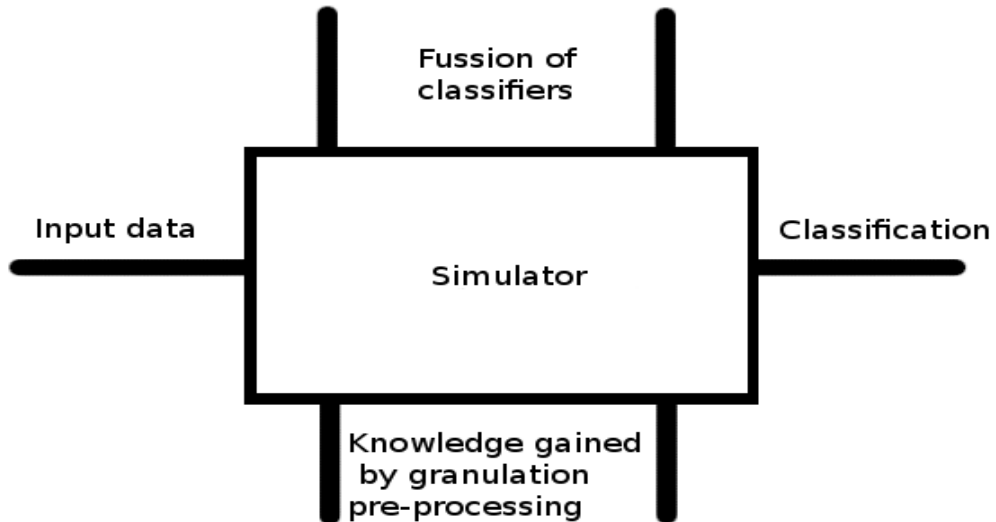 Fussion of
classifiers
Input data
Classification
Simulator
Knowledge gained
by granulation
pre-processing